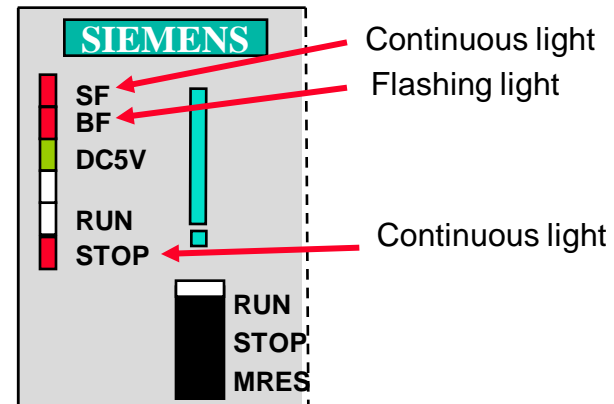 SIEMENS
Continuous light
SF
Flashing light
BF
DC5V
RUN
STOP
Continuous light
RUN
STOP
MRES